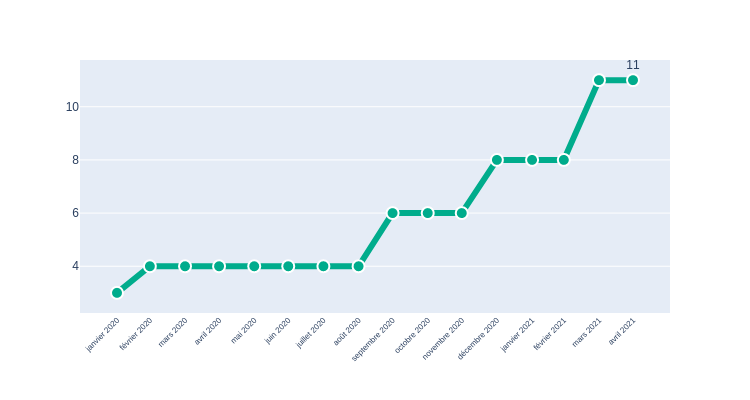 11
10
8
6
4
janvier 2020
février 2020
mars 2020
avril 2020
mai 2020
juin 2020
juillet 2020
août 2020
septembre 2020
octobre 2020
novembre 2020
décembre 2020
janvier 2021
février 2021
mars 2021
avril 2021